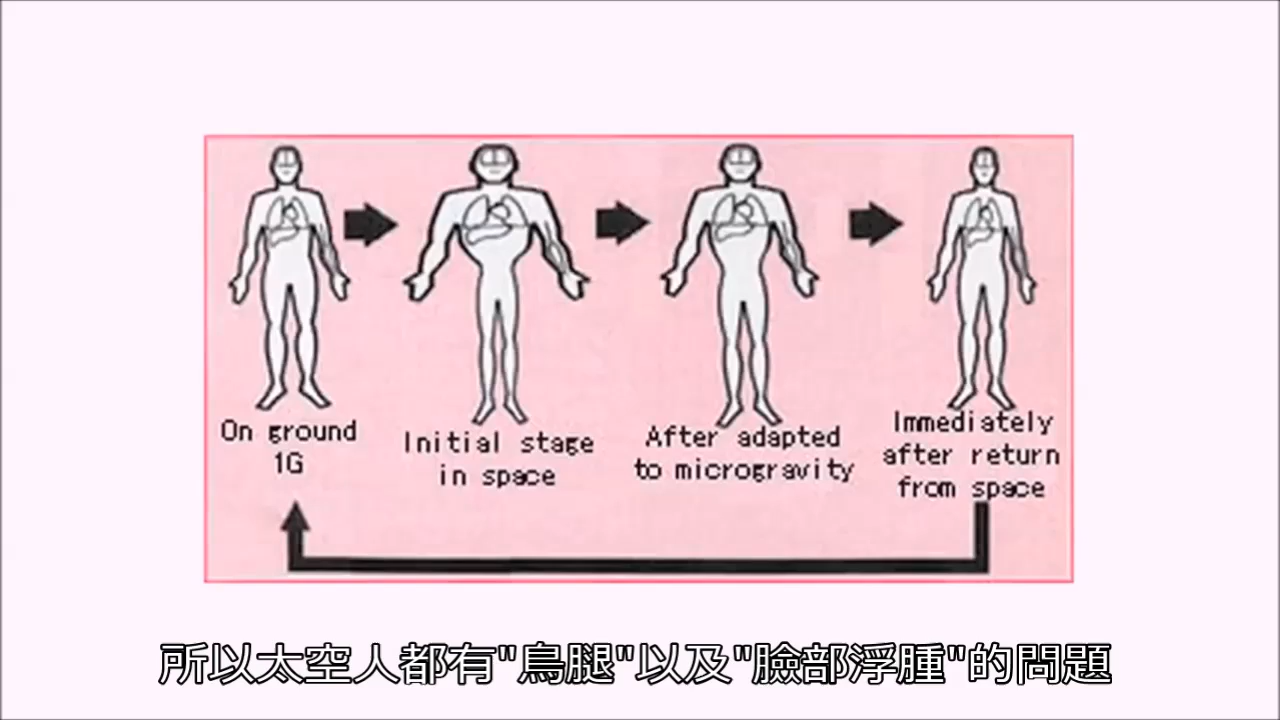 On ground
1G
Initial stage
in space
After adapted
to microgravity
Immediately
after return
from space
所以太空人都有"鳥腿"以及"臉部浮腫"的問題